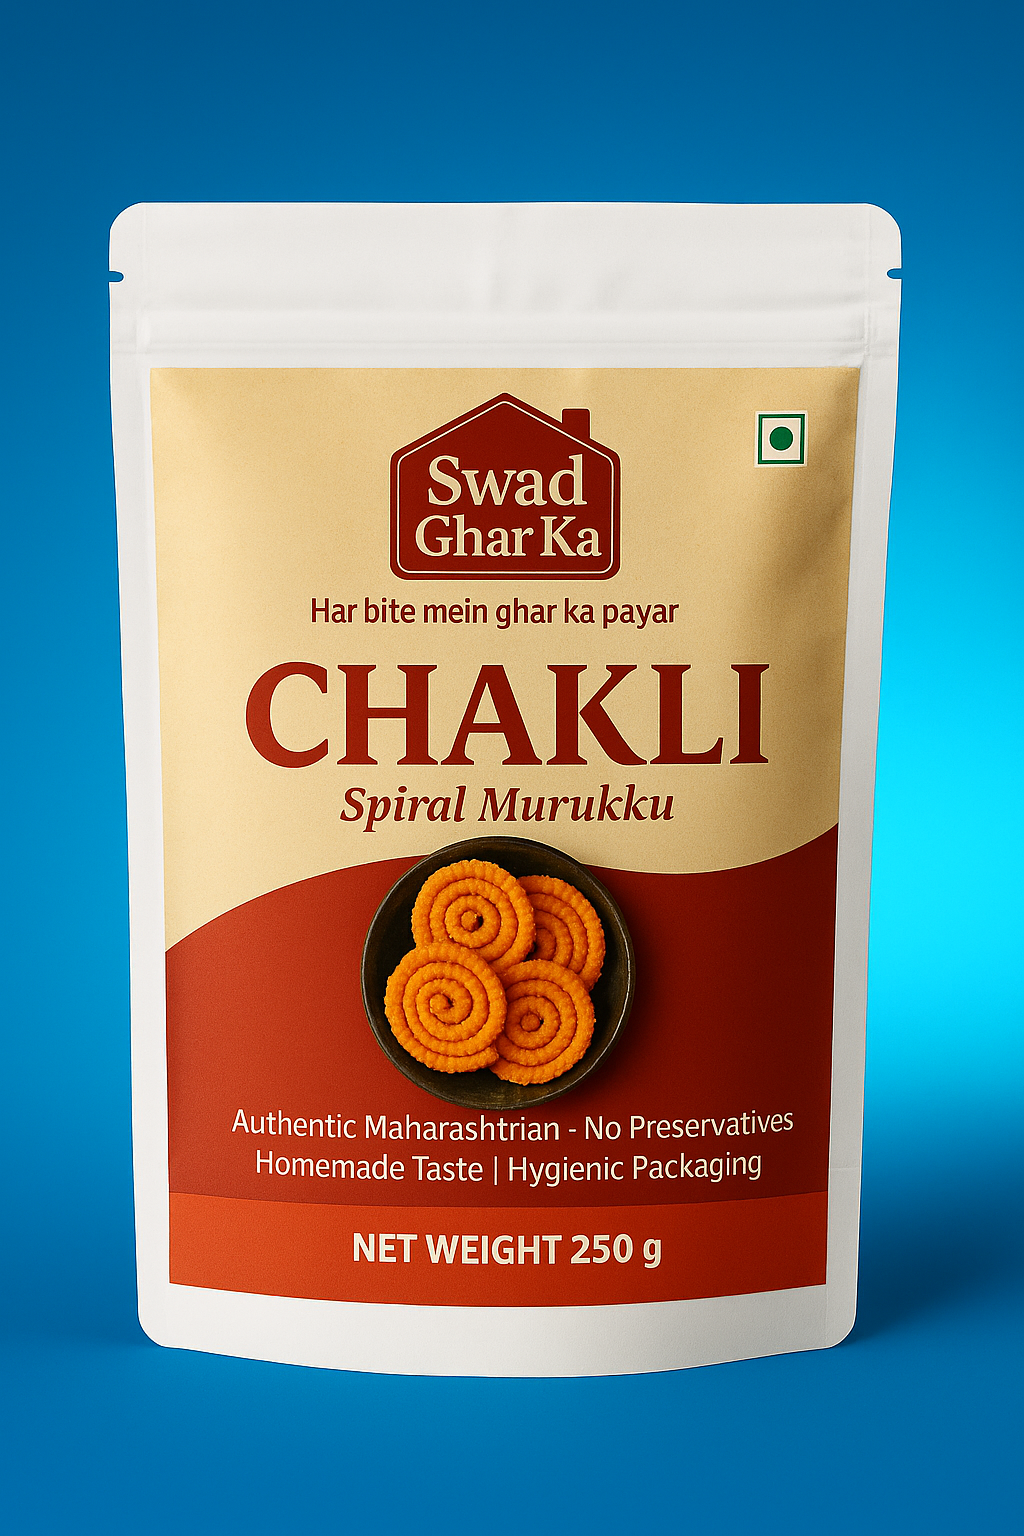 Swad
Ghar Ka
Har bite mein ghar ka payar
CHAKLI
Spiral Murukku
Authentic Maharashtrian - No Preservatives
Homemade Taste | Hygienic Packaging
NET WEIGHT 250 g